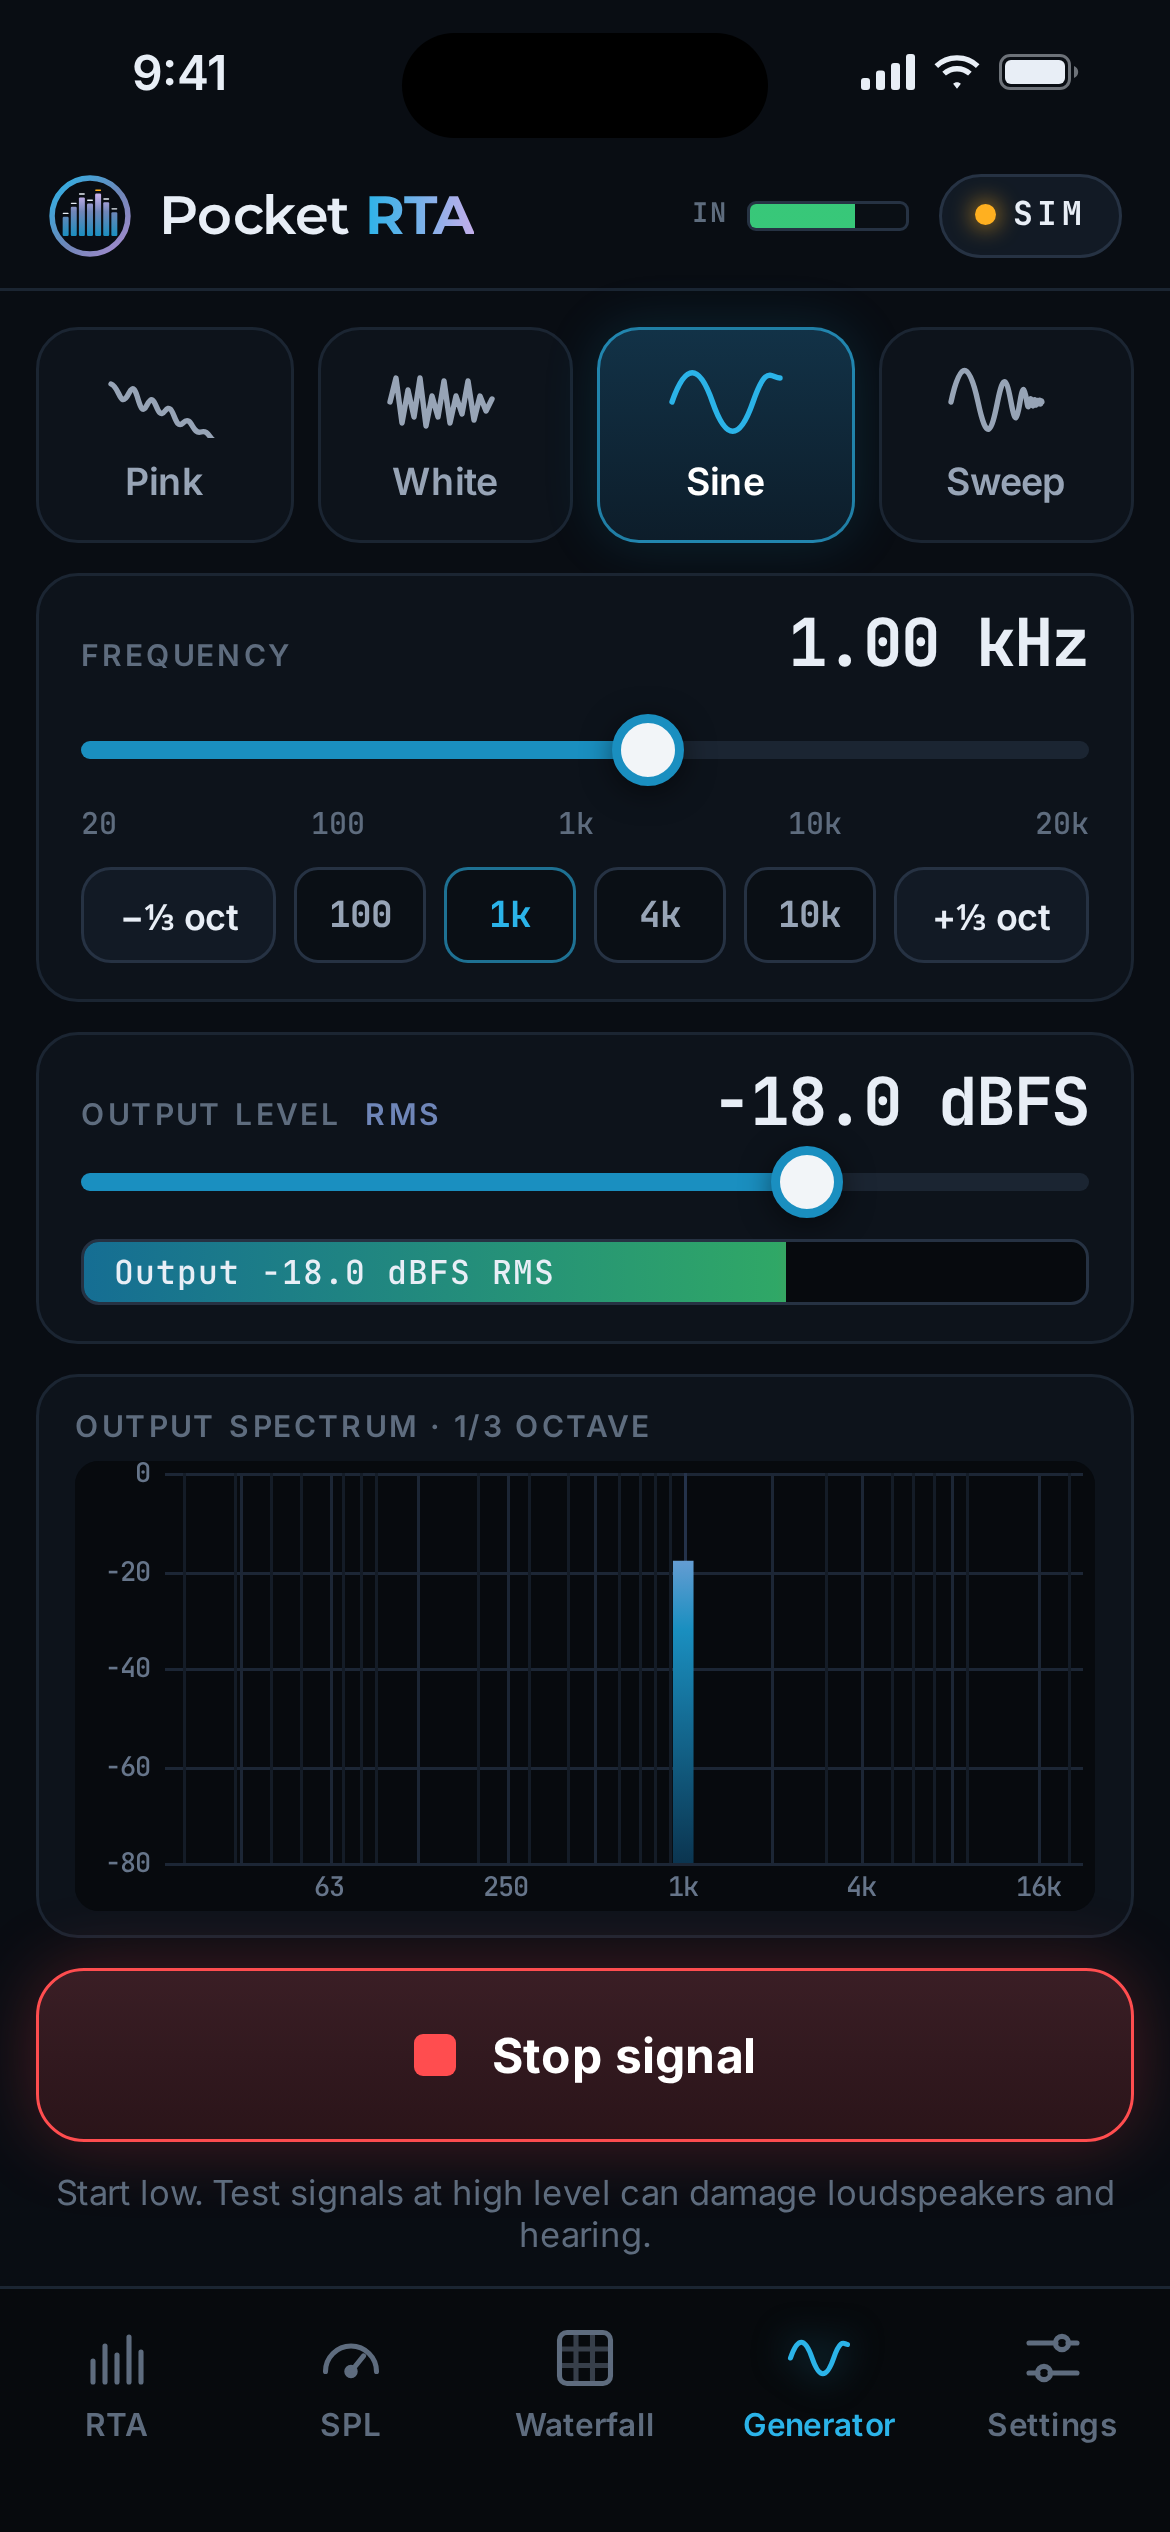 9:41
Pocket RTA
IN
SIM
Pink
White
Sine
Sweep
FREQUENCY
1.00 kHz
20 100 1k 10k 20k
−⅓ oct
100
1k
4k
10k
+⅓ oct
OUTPUT LEVEL RMS
-18.0 dBFS
Output -18.0 dBFS RMS
OUTPUT SPECTRUM · 1/3 OCTAVE
0
-20
-40
-60
-80
63 250 1k 4k 16k
Stop signal
Start low. Test signals at high level can damage loudspeakers and
hearing.
RTA
SPL
Waterfall
Generator
Settings